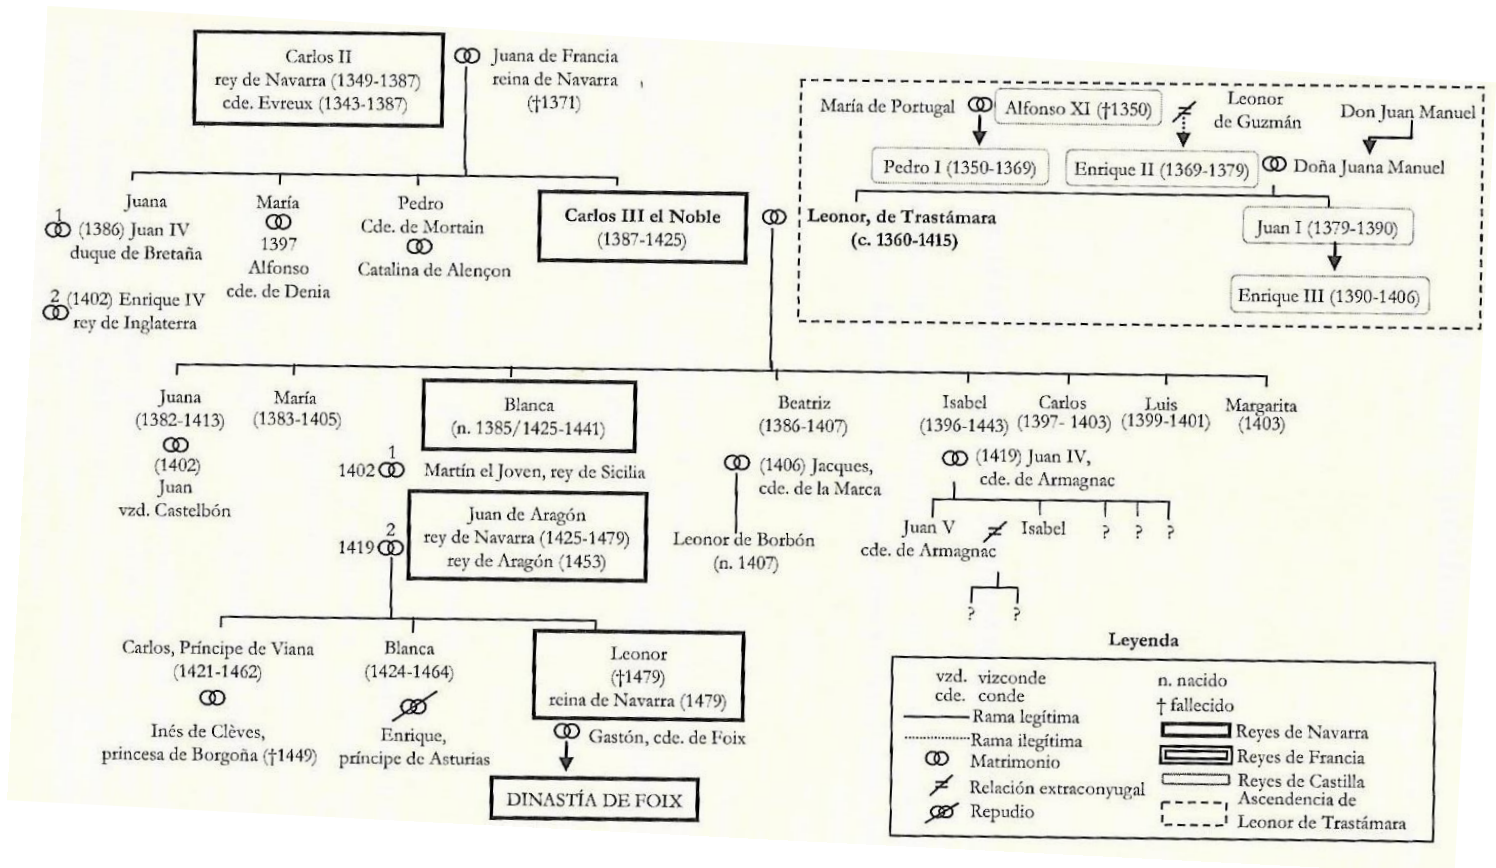 Carlos II
rey de Navarra (1349-1387)
cde. Evreux (1343-1387)
Juana de Francia
reina de Navarra
(†1371)
María de Portugal
Alfonso XI (†1350)
Leonor
de Guzmán
Don Juan Manuel
Pedro I (1350-1369)
Enrique II (1369-1379)
Doña Juana Manuel
Juana
1
(1386) Juan IV
duque de Bretaña
2
(1402) Enrique IV
rey de Inglaterra
María
1397
Alfonso
cde. de Denia
Pedro
Cde. de Mortain
Catalina de Alençon
Carlos III el Noble
(1387-1425)
Leonor, de Trastámara
(c. 1360-1415)
Juan I (1379-1390)
Enrique III (1390-1406)
Juana
(1382-1413)
(1402)
Juan
vzd. Castelbón
María
(1383-1405)
Blanca
(n. 1385/1425-1441)
1
1402
Martín el Joven, rey de Sicilia
2
1419
Juan de Aragón
rey de Navarra (1425-1479)
rey de Aragón (1453)
Beatriz
(1386-1407)
(1406) Jacques,
cde. de la Marca
Leonor de Borbón
(n. 1407)
Isabel
(1396-1443)
(1419) Juan IV,
cde. de Armagnac
Carlos
(1397- 1403)
Luis
(1399-1401)
Margarita
(1403)
Juan V
cde. de Armagnac
Isabel
?
?
?
?
?
Carlos, Príncipe de Viana
(1421-1462)
Inés de Clèves,
princesa de Borgoña (†1449)
Blanca
(1424-1464)
Enrique,
príncipe de Asturias
Leonor
(†1479)
reina de Navarra (1479)
Gastón, cde. de Foix
DINASTÍA DE FOIX
Leyenda
vzd. vizconde
cde. conde
Rama legítima
Rama ilegítima
Matrimonio
Relación extraconyugal
Repudio
n. nacido
† fallecido
Reyes de Navarra
Reyes de Francia
Reyes de Castilla
Ascendencia de
Leonor de Trastámara